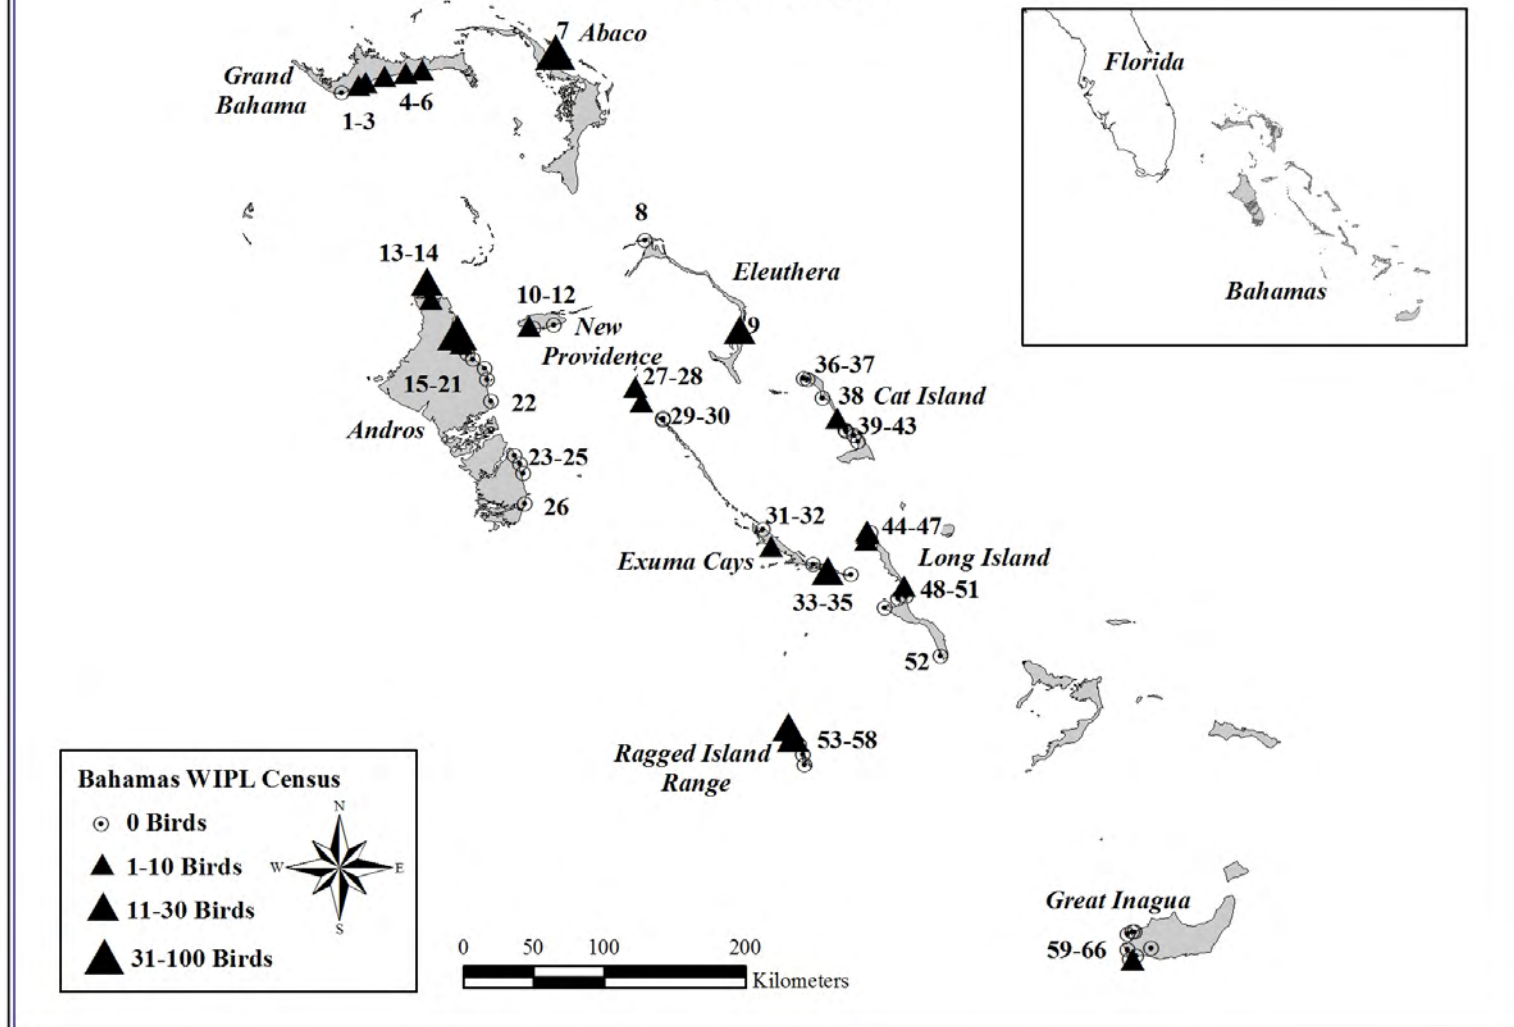 7 Abaco
Grand
Bahama
4-6
1-3
Florida
Bahamas
8
Eleuthera
13-14
10-12
New
Providence
9
15-21
22
Andros
23-25
26
27-28
29-30
36-37
38 Cat Island
39-43
31-32
Exuma Cays
33-35
44-47
Long Island
48-51
52
53-58
Ragged Island
Range
Great Inagua
59-66
Bahamas WIPL Census
0 Birds
1-10 Birds
11-30 Birds
31-100 Birds
N
W
E
S
0 50 100 200
Kilometers